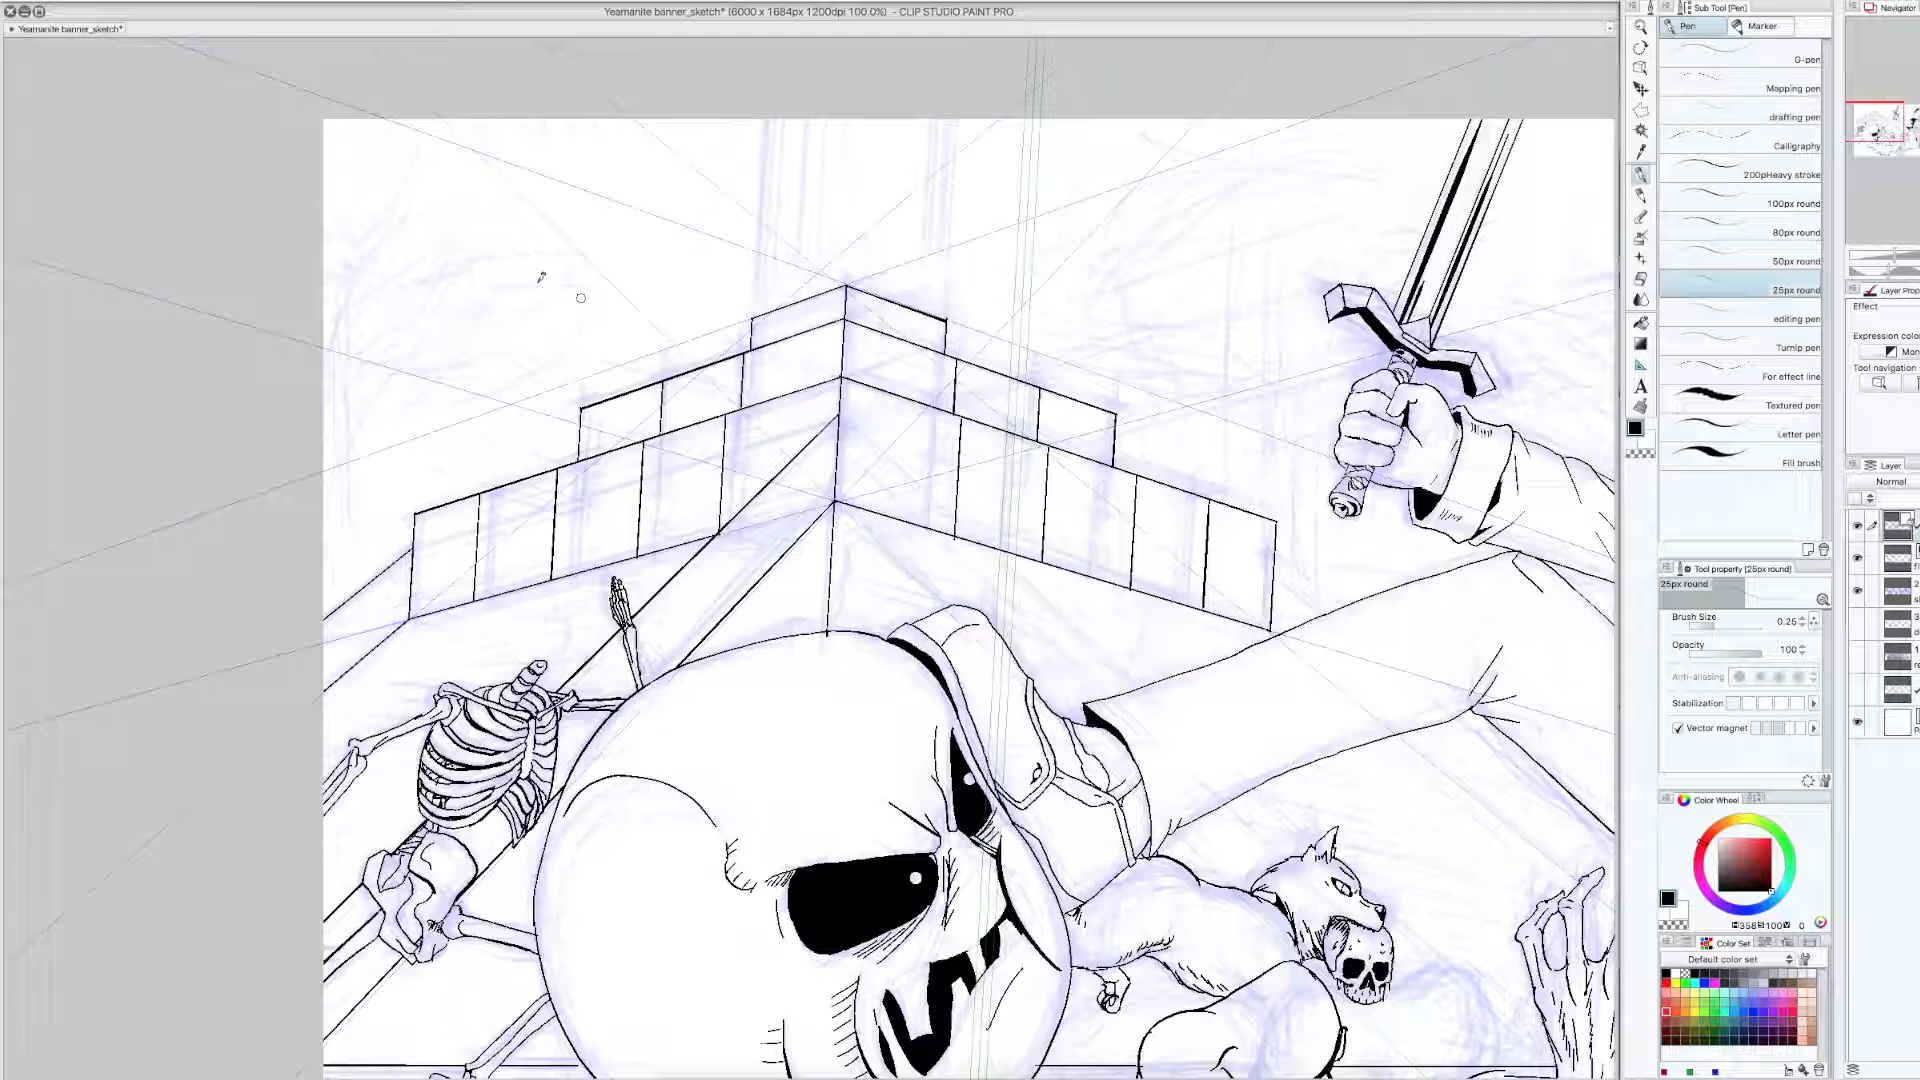 Yeamanite banner_sketch* (6000 x 1684px 1200dpi 100.0%) - CLIP STUDIO PAINT PRO
Yeamanite banner_sketch*
Sub Tool [Pen]
Navigator
Pen
Marker
G-pen
Mapping pen
drafting pen
Calligraphy
200pHeavy stroke
100px round
80px round
50px round
25px round
editing pen
Turnip pen
For effect line
Textured pen
Letter pen
Fill brush
Layer Prop
Effect
Expression color
Mon
Tool navigation
Layer
Normal
Tool property [25px round]
25px round
Brush Size
0.25
Opacity
100
Anti-aliasing
Stabilization
Vector magnet
Color Wheel
H358S100V 0
Color Set
Default color set